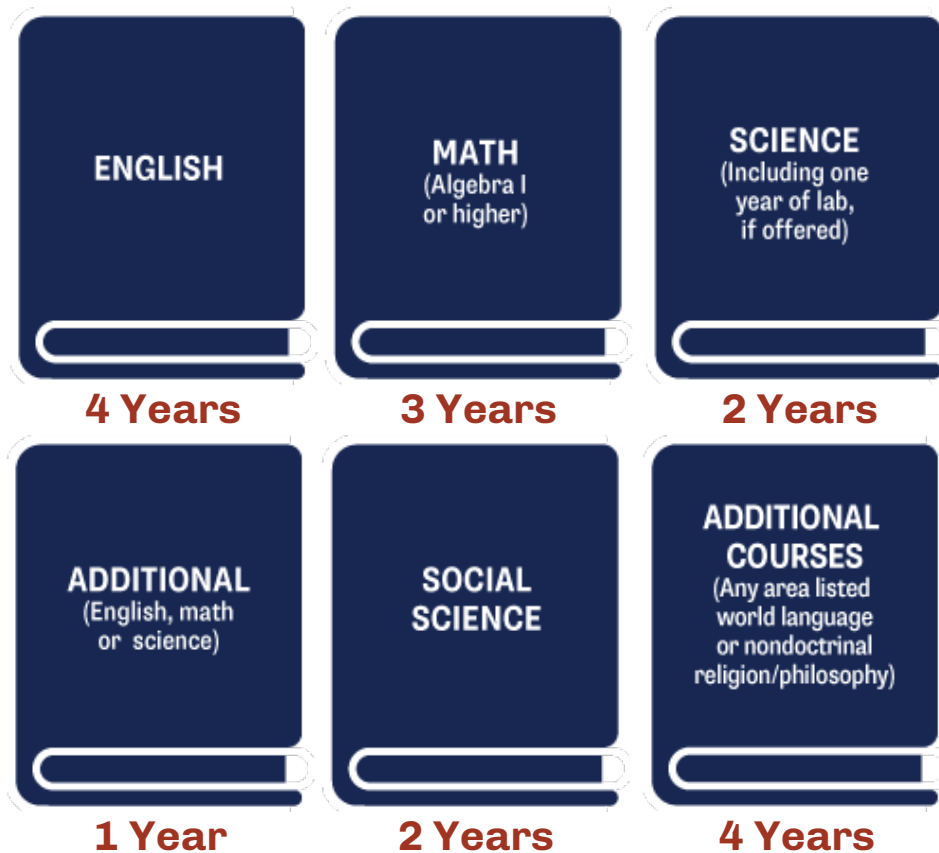 ENGLISH
4 Years
MATH
(Algebra I
or higher)
3 Years
SCIENCE
(Including one
year of lab,
if offered)
2 Years
ADDITIONAL
(English, math
or science)
1 Year
SOCIAL
SCIENCE
2 Years
ADDITIONAL
COURSES
(Any area listed
world language
or nondoctrinal
religion/philosophy)
4 Years